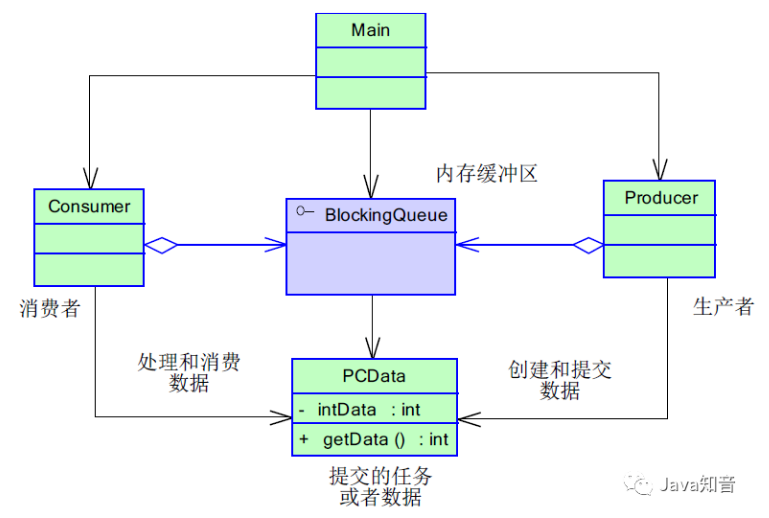 Main
内存缓冲区
Consumer
BlockingQueue
Producer
消费者
生产者
处理和消费
数据
PCData
创建和提交
数据
- intData : int
+ getData () : int
提交的任务
或者数据
Java知音